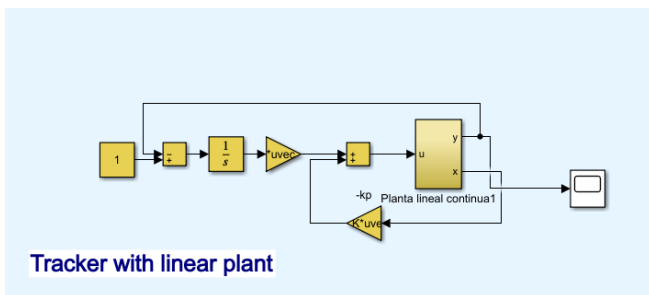 1
−
+
1
s
*uvec
+
+
u
y
x
-kp
Planta lineal continua1
K*uve
Tracker with linear plant